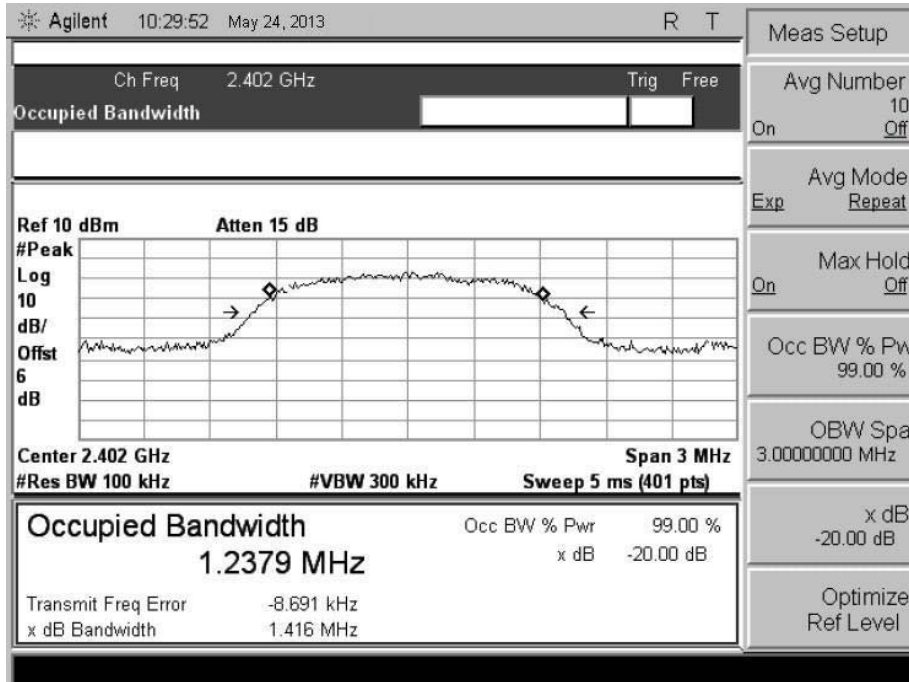 Agilent 10:29:52 May 24, 2013 R T
Ch Freq 2.402 GHz Trig Free
Occupied Bandwidth
Ref 10 dBm Atten 15 dB
#Peak
Log
10
dB/
Offst
6
dB
Center 2.402 GHz Span 3 MHz
#Res BW 100 kHz #VBW 300 kHz Sweep 5 ms (401 pts)
Occupied Bandwidth
1.2379 MHz
Occ BW % Pwr 99.00 %
x dB -20.00 dB
Transmit Freq Error -8.691 kHz
x dB Bandwidth 1.416 MHz
Meas Setup
Avg Number
10
On Off
Avg Mode
Exp Repeat
Max Hold
On Off
Occ BW % Pw
99.00 %
OBW Spa
3.00000000 MHz
x dB
-20.00 dB
Optimize
Ref Level